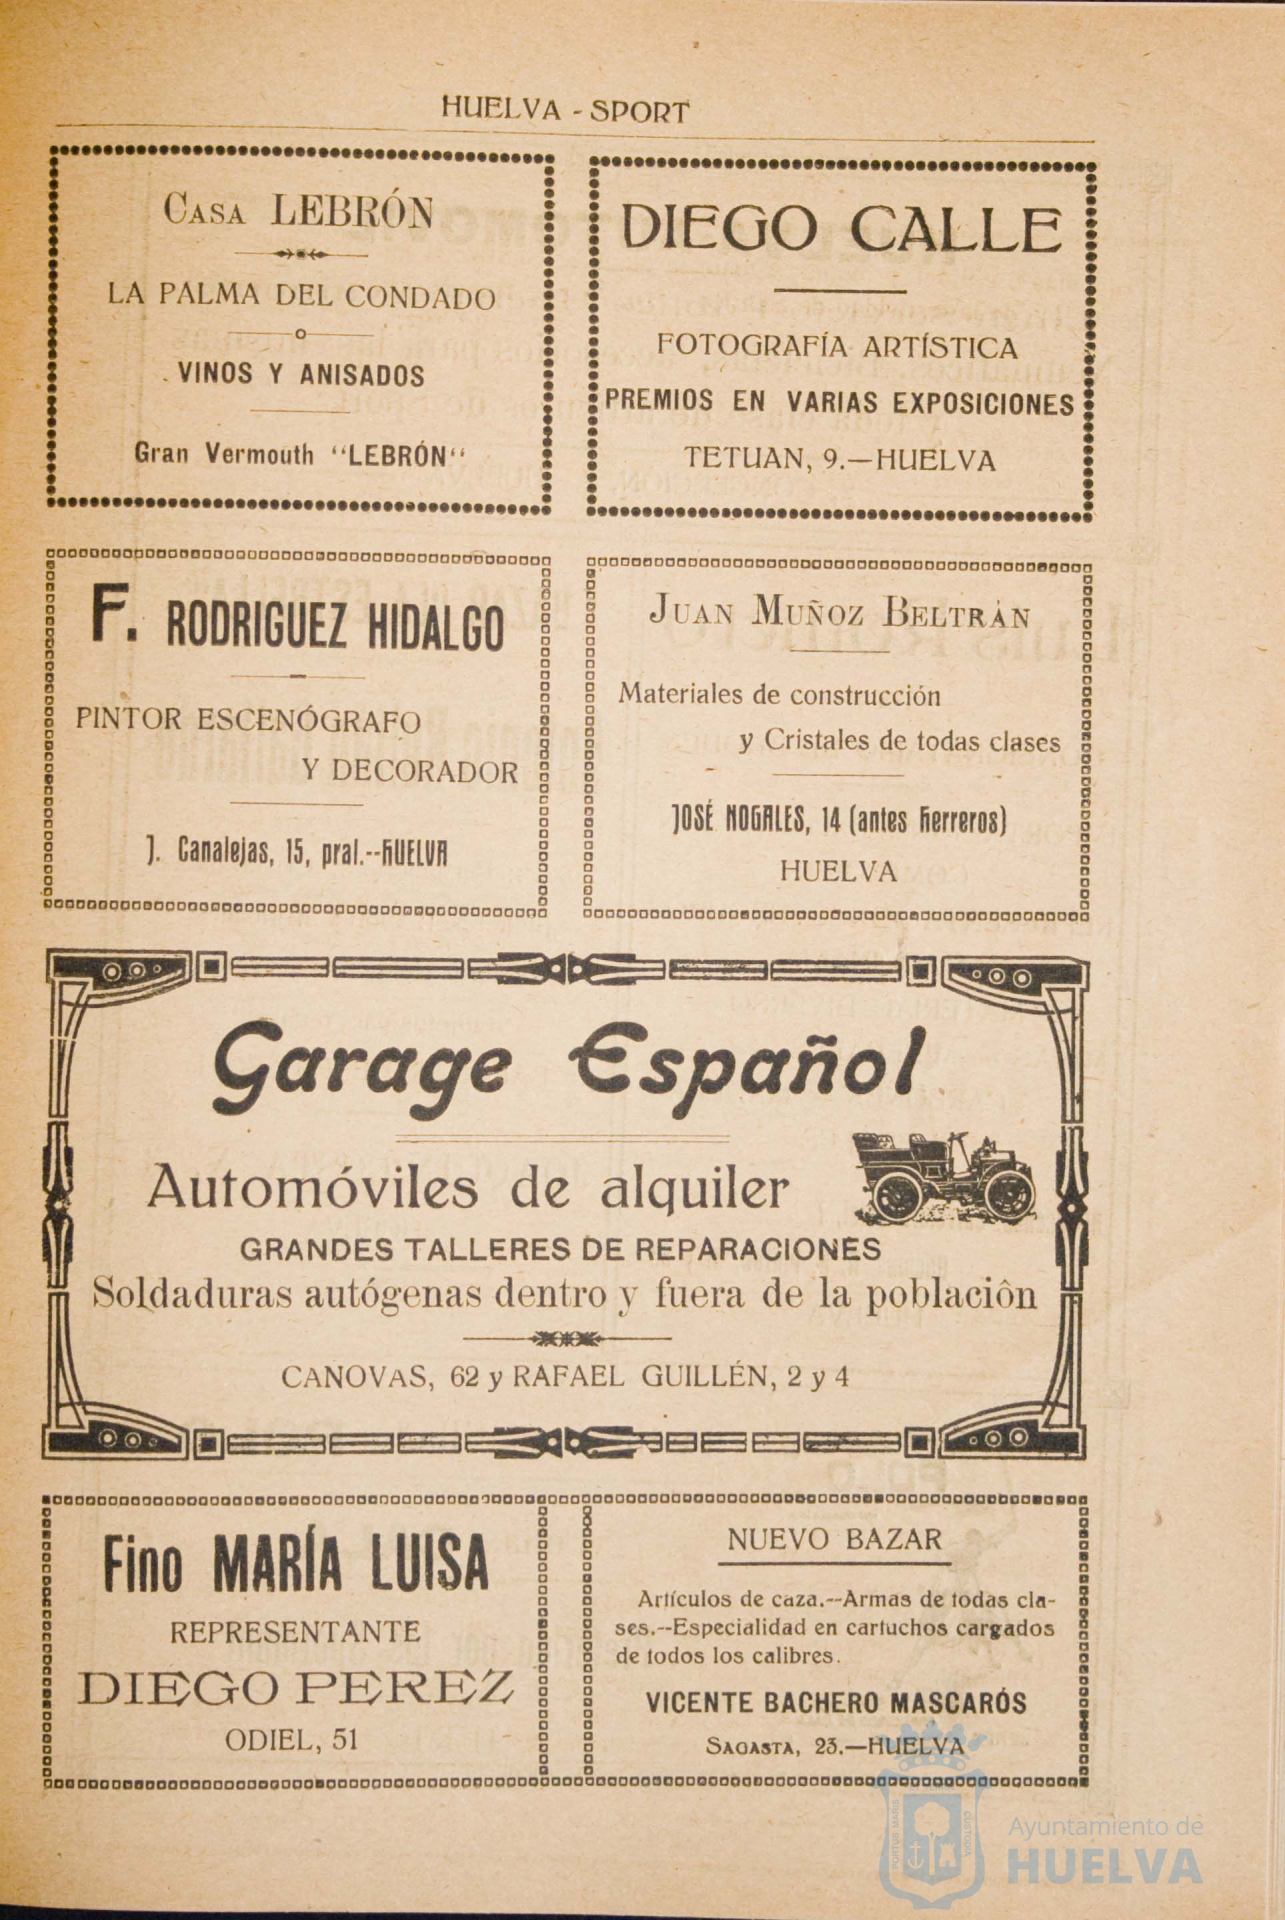 HUELVA - SPORT
CASA LEBRÓN
LA PALMA DEL CONDADO
VINOS Y ANISADOS
Gran Vermouth "LEBRÓN"
DIEGO CALLE
FOTOGRAFÍA ARTÍSTICA
PREMIOS EN VARIAS EXPOSICIONES
TETUAN, 9.—HUELVA
F. RODRIGUEZ HIDALGO
PINTOR ESCENÓGRAFO
Y DECORADOR
J. Canalejas, 15, pral.--HUELVA
JUAN MUÑOZ BELTRÁN
Materiales de construcción
y Cristales de todas clases
JOSÉ NOGALES, 14 (antes Herreros)
HUELVA
Garage Español
Automóviles de alquiler
GRANDES TALLERES DE REPARACIONES
Soldaduras autógenas dentro y fuera de la poblaciôn
CANOVAS, 62 y RAFAEL GUILLÉN, 2 y 4
Fino MARÍA LUISA
REPRESENTANTE
DIEGO PEREZ
ODIEL, 51
NUEVO BAZAR
Artículos de caza.--Armas de todas cla-
ses.--Especialidad en cartuchos cargados
de todos los calibres.
VICENTE BACHERO MASCARÓS
SAGASTA, 23.—HUELVA
PORTUS MARIS
CUSTODIA
Ayuntamiento de
HUELVA